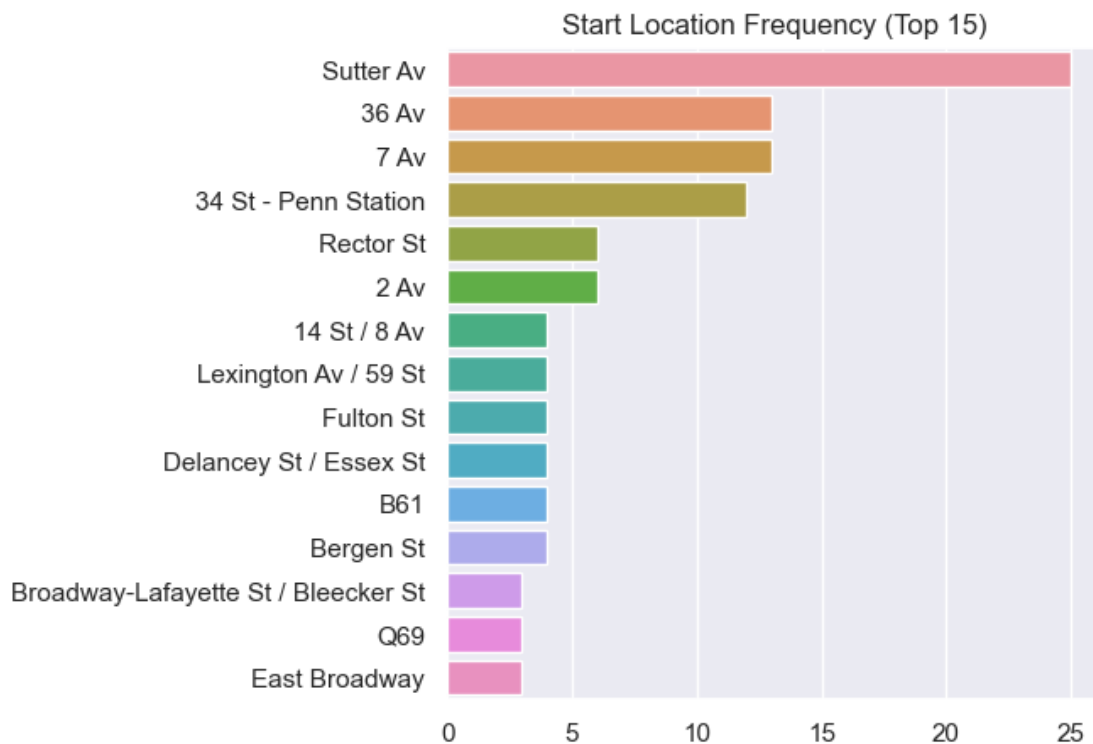 Start Location Frequency (Top 15)
Sutter Av
36 Av
7 Av
34 St - Penn Station
Rector St
2 Av
14 St / 8 Av
Lexington Av / 59 St
Fulton St
Delancey St / Essex St
B61
Bergen St
Broadway-Lafayette St / Bleecker St
Q69
East Broadway
0 5 10 15 20 25